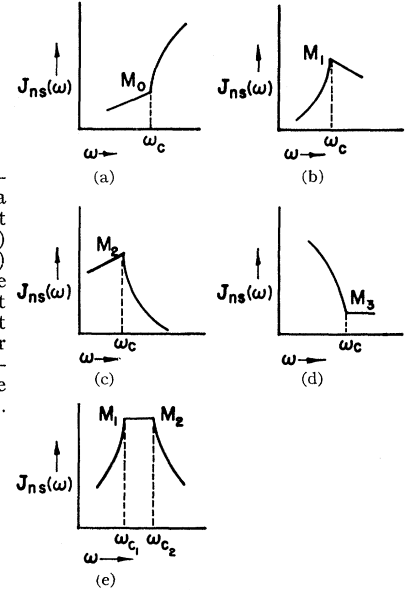 M₀
Jns(ω)
ω
ωc
(a)
M₁
Jns(ω)
ω
ωc
(b)
a
t
)
)
e
t
t
r
e
.
M₂
Jns(ω)
ω
ωc
(c)
M₃
Jns(ω)
ω
ωc
(d)
M₁ M₂
Jns(ω)
ωc₁ ωc₂
ω
(e)